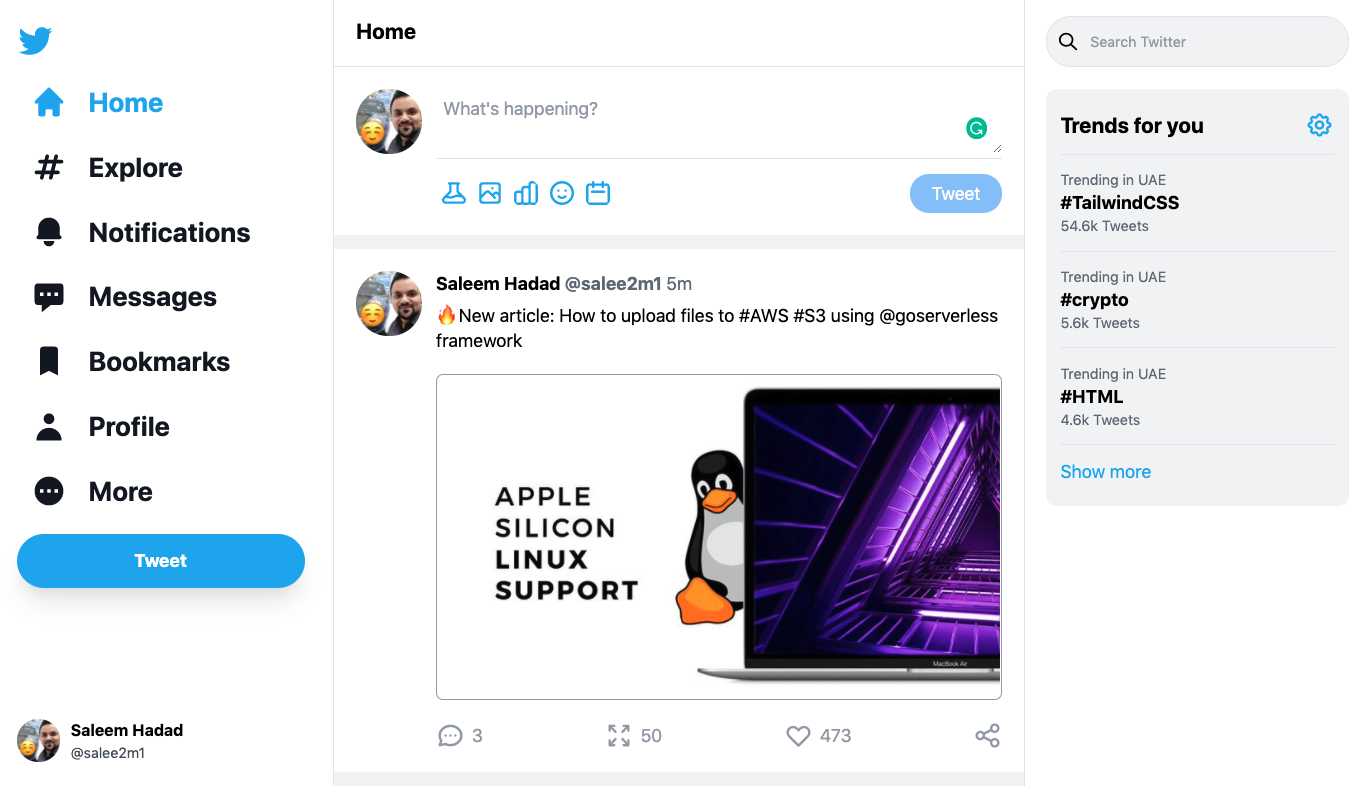 Home
Explore
Notifications
Messages
Bookmarks
Profile
More
Tweet
Saleem Hadad
@salee2m1
Home
What's happening?
Tweet
Saleem Hadad @salee2m1 5m
🔥New article: How to upload files to #AWS #S3 using @goserverless
framework
APPLE
SILICON
LINUX
SUPPORT
MacBook Air
3
50
473
Search Twitter
Trends for you
Trending in UAE
#TailwindCSS
54.6k Tweets
Trending in UAE
#crypto
5.6k Tweets
Trending in UAE
#HTML
4.6k Tweets
Show more